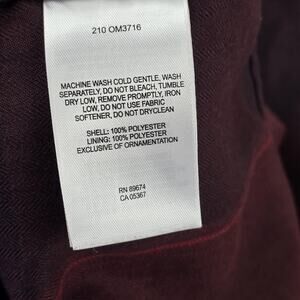 210 OM3716
MACHINE WASH COLD GENTLE, WASH
SEPARATELY, DO NOT BLEACH, TUMBLE
DRY LOW, REMOVE PROMPTLY, IRON
LOW, DO NOT USE FABRIC
SOFTENER, DO NOT DRYCLEAN
SHELL: 100% POLYESTER
LINING: 100% POLYESTER
EXCLUSIVE OF ORNAMENTATION
RN 89674
CA 05367